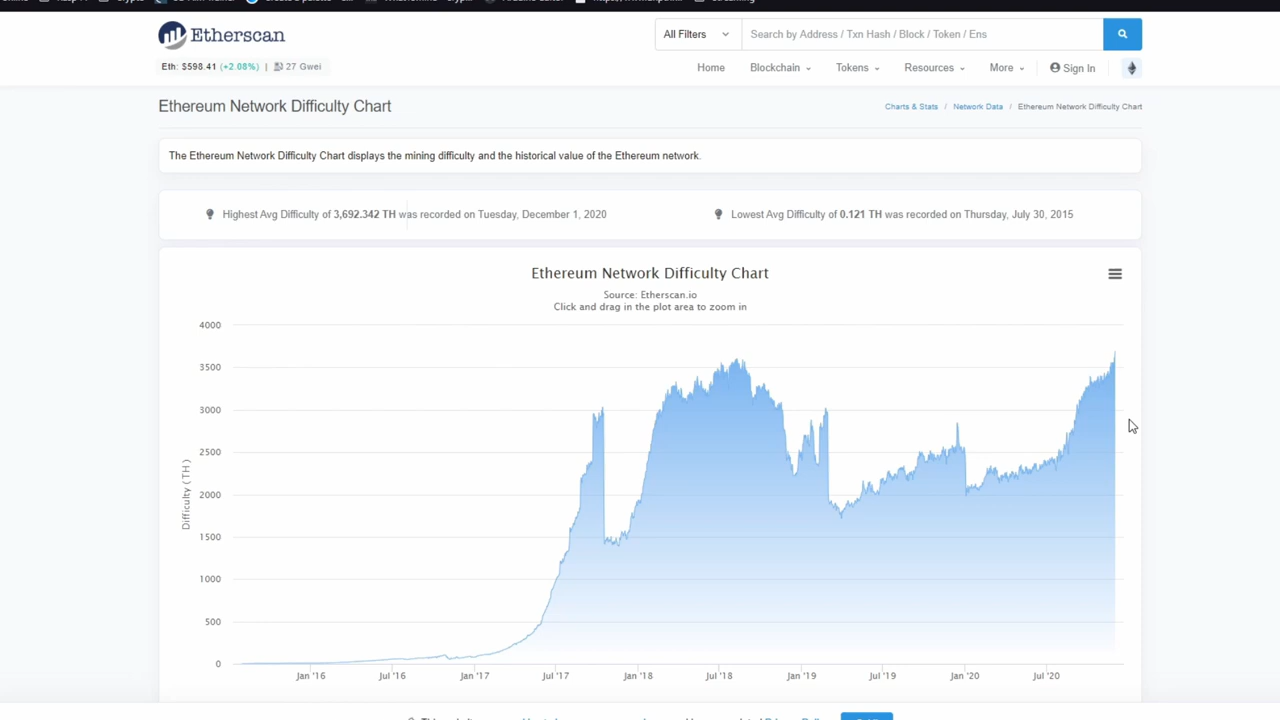 Etherscan
All Filters
Search by Address / Txn Hash / Block / Token / Ens
Eth: $598.41 (+2.08%) | 27 Gwei
Home Blockchain Tokens Resources More Sign In
Ethereum Network Difficulty Chart
Charts & Stats / Network Data / Ethereum Network Difficulty Chart
The Ethereum Network Difficulty Chart displays the mining difficulty and the historical value of the Ethereum network.
Highest Avg Difficulty of 3,692.342 TH was recorded on Tuesday, December 1, 2020
Lowest Avg Difficulty of 0.121 TH was recorded on Thursday, July 30, 2015
Ethereum Network Difficulty Chart
Source: Etherscan.io
Click and drag in the plot area to zoom in
4000
3500
3000
2500
2000
1500
1000
500
0
Difficulty (TH)
Jan '16 Jul '16 Jan '17 Jul '17 Jan '18 Jul '18 Jan '19 Jul '19 Jan '20 Jul '20